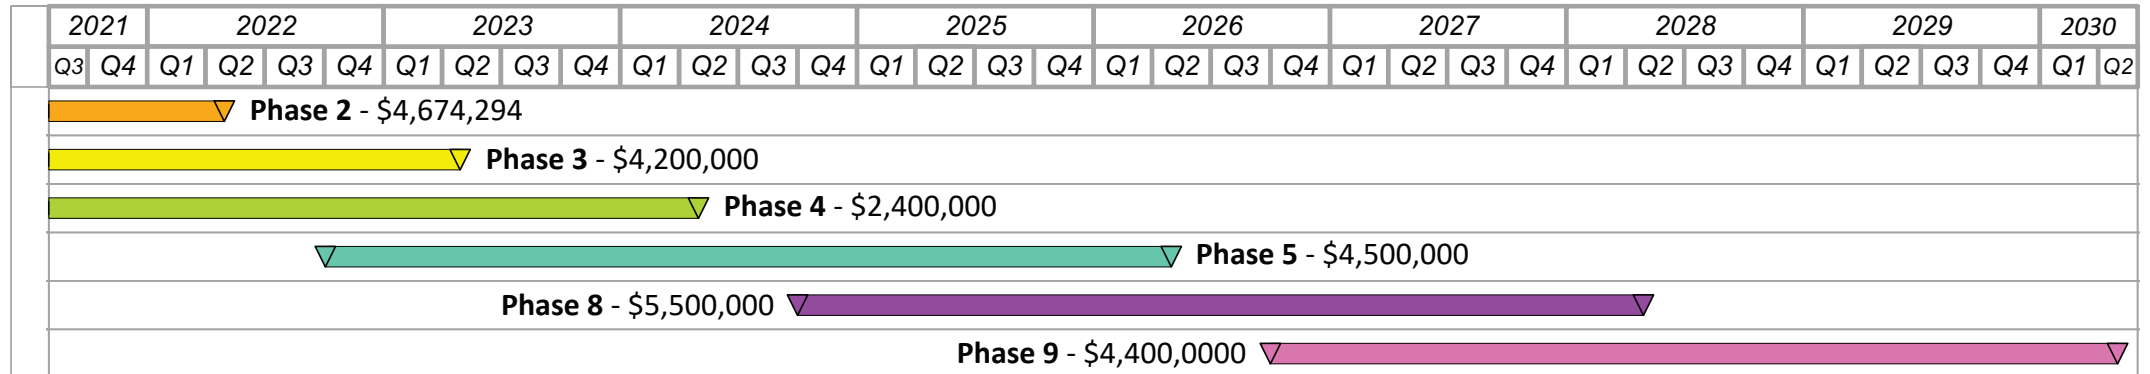 2021 2022 2023 2024 2025 2026 2027 2028 2029 2030
Q3 Q4 Q1 Q2 Q3 Q4 Q1 Q2 Q3 Q4 Q1 Q2 Q3 Q4 Q1 Q2 Q3 Q4 Q1 Q2 Q3 Q4 Q1 Q2 Q3 Q4 Q1 Q2 Q3 Q4 Q1 Q2 Q3 Q4 Q1 Q2
Phase 2 - $4,674,294
Phase 3 - $4,200,000
Phase 4 - $2,400,000
Phase 5 - $4,500,000
Phase 8 - $5,500,000
Phase 9 - $4,400,0000